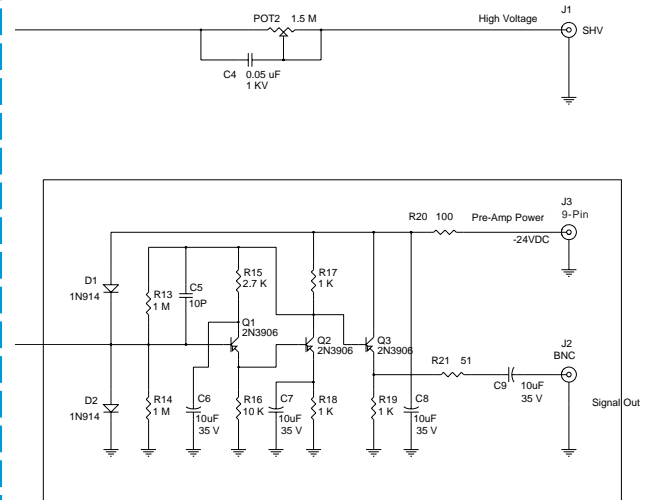 J1
POT2 1.5 M
High Voltage
SHV
C4 0.05 uF
1 KV
J3
9-Pin
R20 100
Pre-Amp Power
-24VDC
D1
1N914
R13
1 M
C5
10P
R15
2.7 K
R17
1 K
Q1
2N3906
Q2
2N3906
Q3
2N3906
J2
BNC
R21 51
C9
10uF
35 V
D2
1N914
R14
1 M
C6
10uF
35 V
R16
10 K
C7
10uF
35 V
R18
1 K
R19
1 K
C8
10uF
35 V
Signal Out